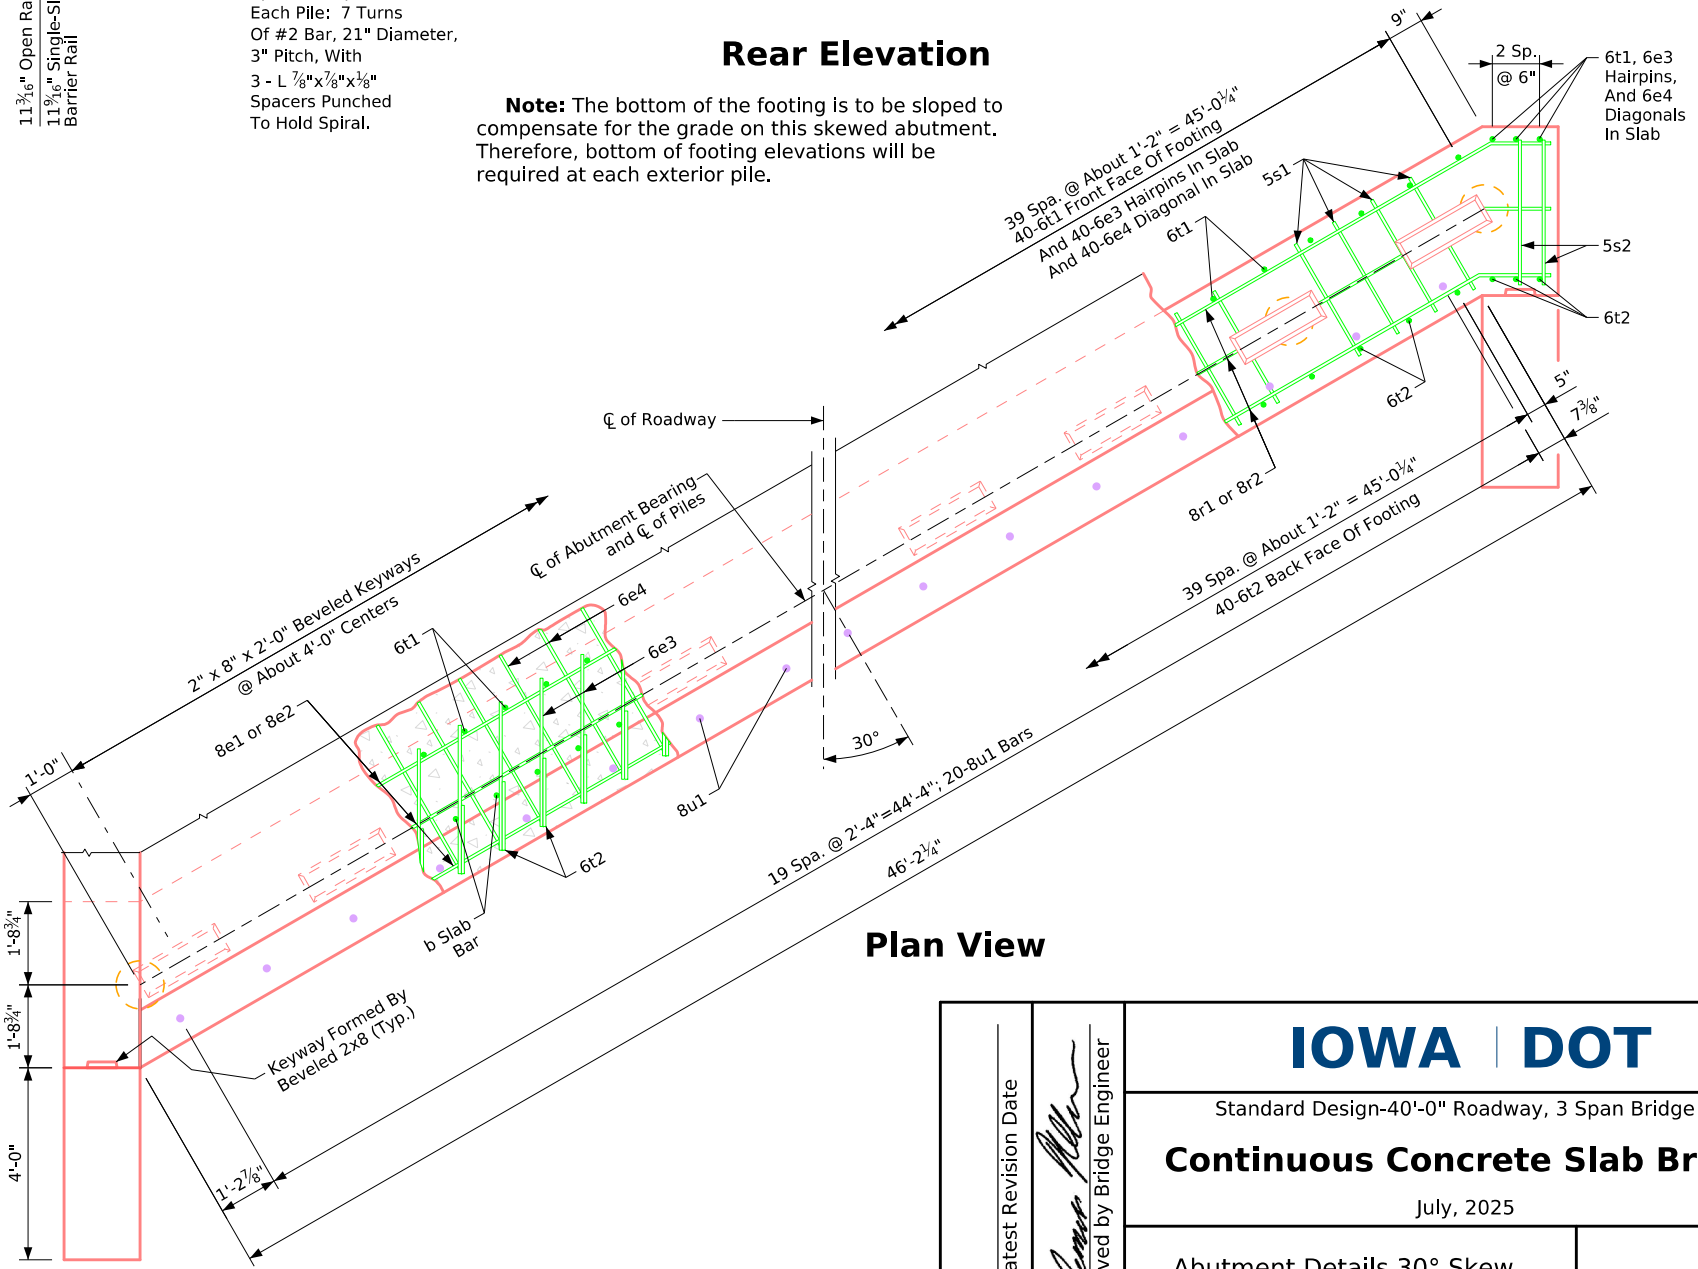 11 3/16" Open Ra
11 9/16" Single-Sl
Barrier Rail
Each Pile: 7 Turns
Of #2 Bar, 21" Diameter,
3" Pitch, With
3 - L ⅞"x⅞"x⅛"
Spacers Punched
To Hold Spiral.
Rear Elevation
Note: The bottom of the footing is to be sloped to
compensate for the grade on this skewed abutment.
Therefore, bottom of footing elevations will be
required at each exterior pile.
9"
2 Sp.
@ 6"
6t1, 6e3
Hairpins,
And 6e4
Diagonals
In Slab
39 Spa. @ About 1'-2" = 45'-0¼"
40-6t1 Front Face Of Footing
And 40-6e3 Hairpins In Slab
And 40-6e4 Diagonal In Slab
5s1
6t1
5s2
6t2
6t2
5"
7⅜"
8r1 or 8r2
℄ of Roadway
℄ of Abutment Bearing
and ℄ of Piles
39 Spa. @ About 1'-2" = 45'-0¼"
40-6t2 Back Face Of Footing
2" x 8" x 2'-0" Beveled Keyways
@ About 4'-0" Centers
6e4
6t1
6e3
8e1 or 8e2
1'-0"
30°
8u1
6t2
19 Spa. @ 2'-4"=44'-4"; 20-8u1 Bars
46'-2¼"
b Slab
Bar
1'-8¾"
1'-8¾"
4'-0"
Keyway Formed By
Beveled 2x8 (Typ.)
1'-2⅞"
Plan View
atest Revision Date
ved by Bridge Engineer
IOWA | DOT
Standard Design-40'-0" Roadway, 3 Span Bridge
Continuous Concrete Slab Br
July, 2025
Abutment Details 30° Skew